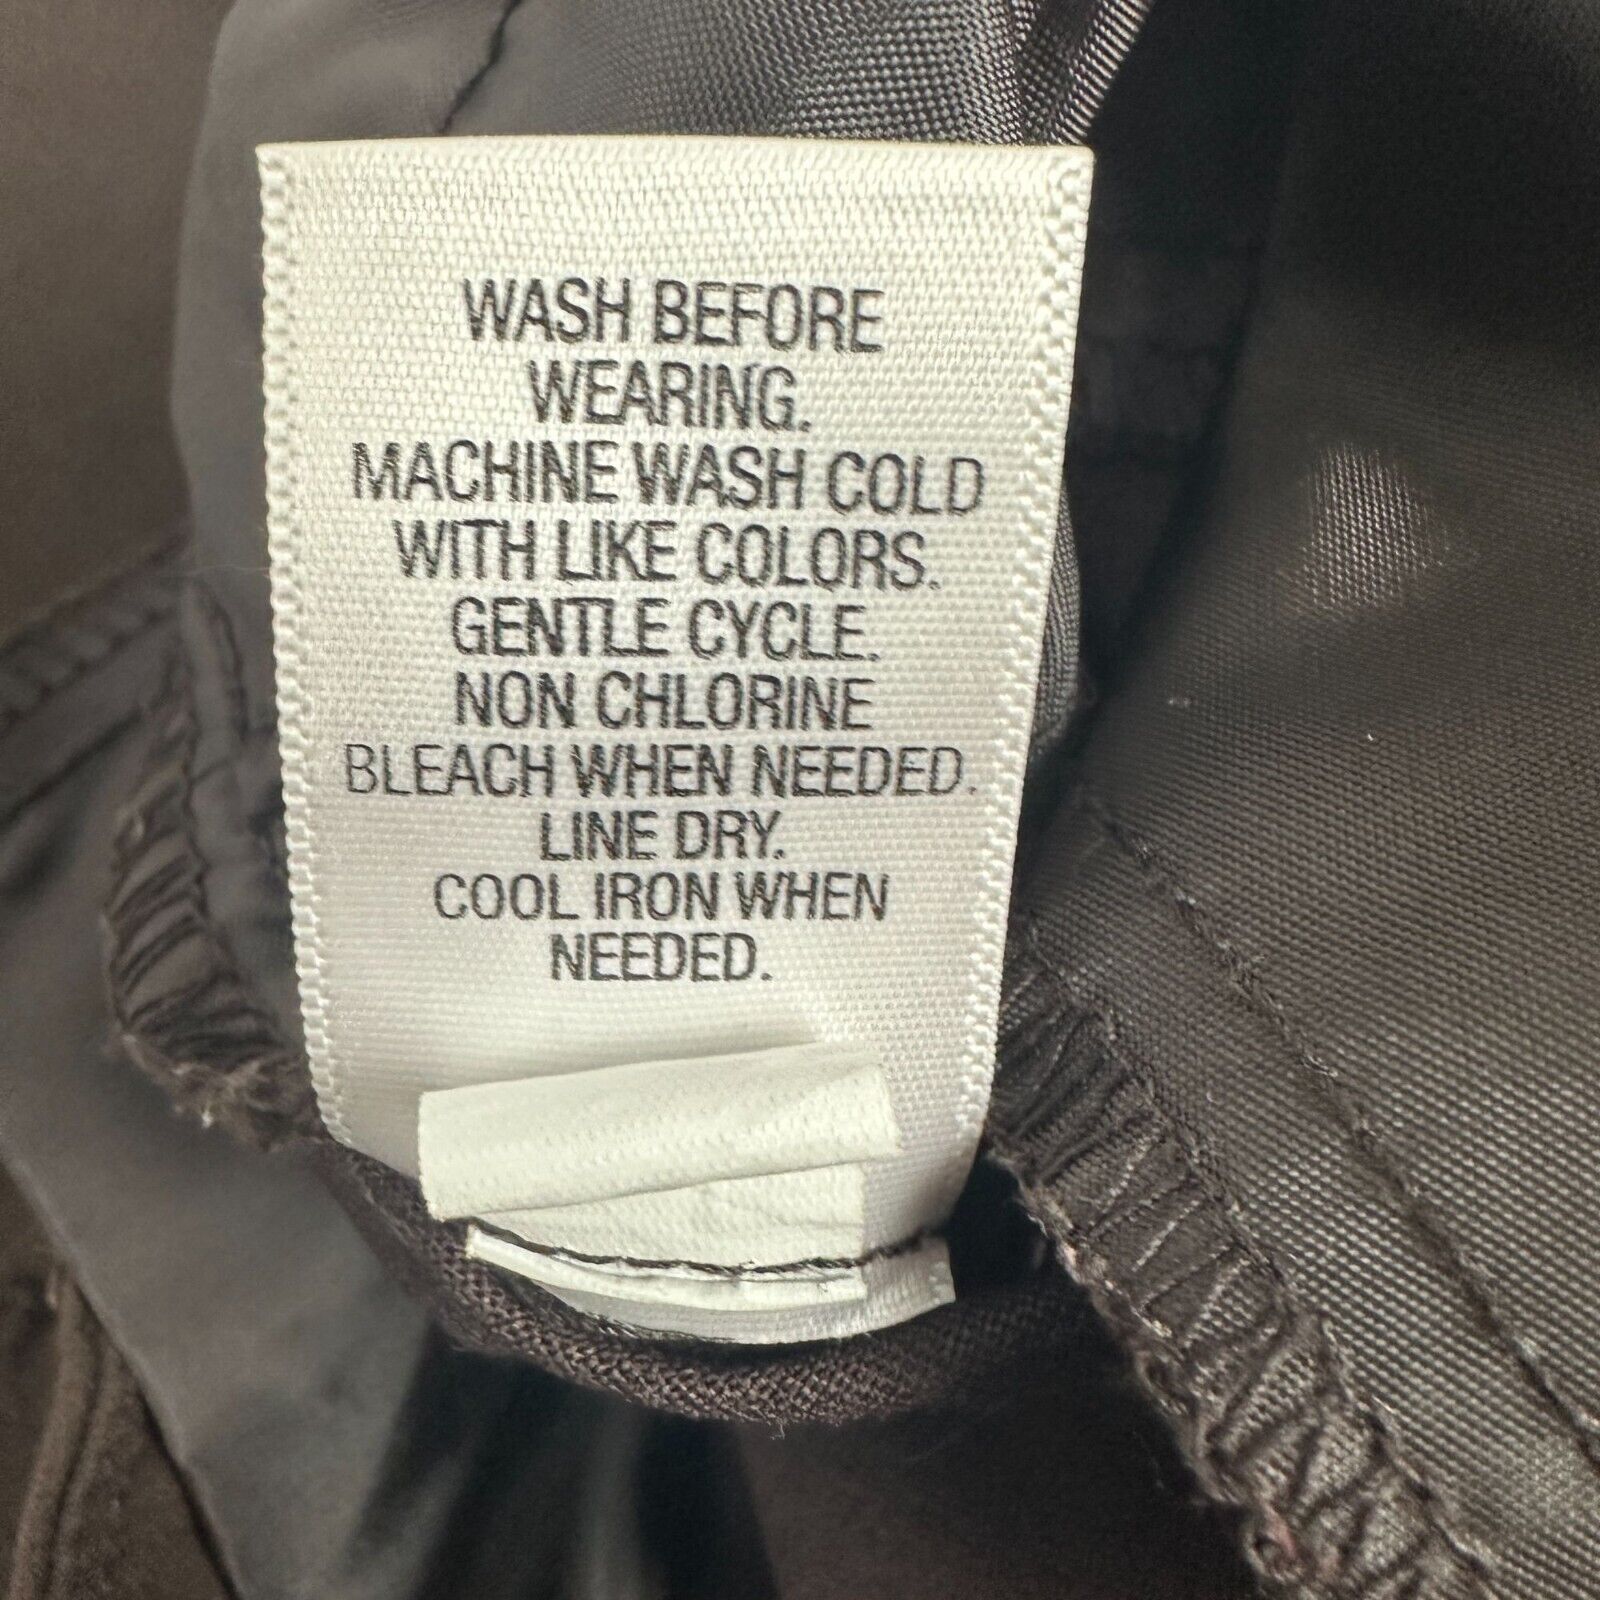 WASH BEFORE
WEARING.
MACHINE WASH COLD
WITH LIKE COLORS.
GENTLE CYCLE.
NON CHLORINE
BLEACH WHEN NEEDED.
LINE DRY.
COOL IRON WHEN
NEEDED.